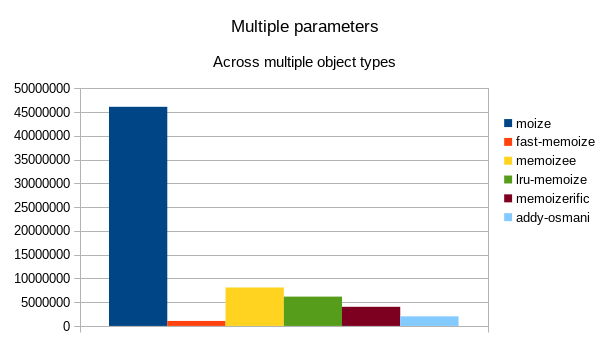 Multiple parameters
Across multiple object types
50000000
45000000
40000000
35000000
30000000
25000000
20000000
15000000
10000000
5000000
0
moize
fast-memoize
memoizee
lru-memoize
memoizerific
addy-osmani